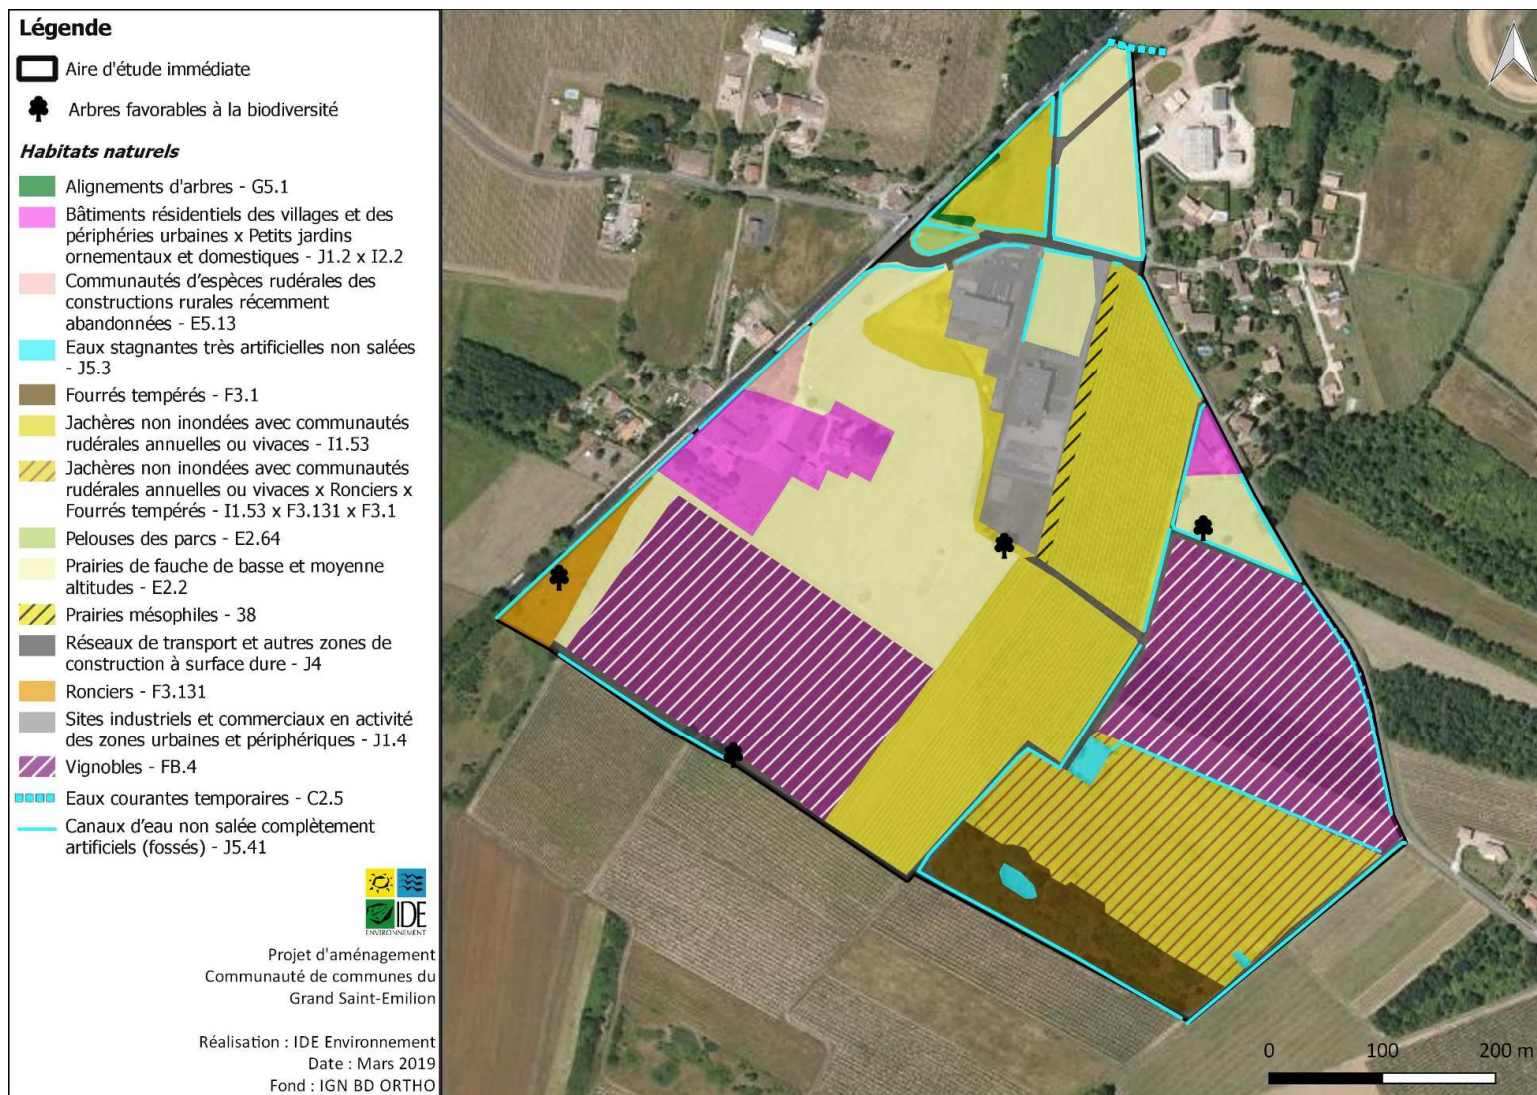 Légende
Aire d'étude immédiate
Arbres favorables à la biodiversité
Habitats naturels
Alignements d'arbres - G5.1
Bâtiments résidentiels des villages et des
périphéries urbaines x Petits jardins
ornementaux et domestiques - J1.2 x I2.2
Communautés d'espèces rudérales des
constructions rurales récemment
abandonnées - E5.13
Eaux stagnantes très artificielles non salées
- J5.3
Fourrés tempérés - F3.1
Jachères non inondées avec communautés
rudérales annuelles ou vivaces - I1.53
Jachères non inondées avec communautés
rudérales annuelles ou vivaces x Ronciers x
Fourrés tempérés - I1.53 x F3.131 x F3.1
Pelouses des parcs - E2.64
Prairies de fauche de basse et moyenne
altitudes - E2.2
Prairies mésophiles - 38
Réseaux de transport et autres zones de
construction à surface dure - J4
Ronciers - F3.131
Sites industriels et commerciaux en activité
des zones urbaines et périphériques - J1.4
Vignobles - FB.4
Eaux courantes temporaires - C2.5
Canaux d'eau non salée complètement
artificiels (fossés) - J5.41
IDE
ENVIRONNEMENT
Projet d'aménagement
Communauté de communes du
Grand Saint-Emilion
Réalisation : IDE Environnement
Date : Mars 2019
Fond : IGN BD ORTHO
0 100 200 m